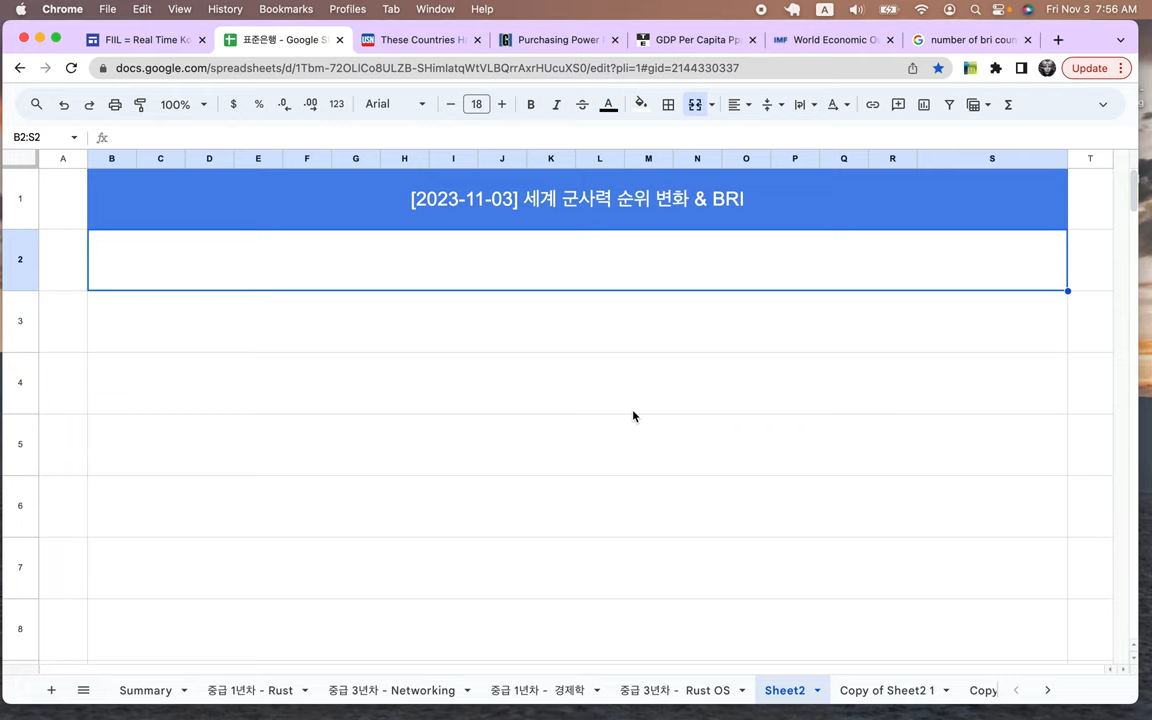 Chrome File Edit View History Bookmarks Profiles Tab Window Help A Fri Nov 3 7:56 AM
FIIL = Real Time Ko 표준은행 - Google S These Countries H Purchasing Power GDP Per Capita Pp IMF World Economic O number of bri coun
docs.google.com/spreadsheets/d/1Tbm-72OLlCo8ULZB-SHimlatqWtVLBQrrAxrHUcuXS0/edit?pli=1#gid=2144330337 Update
100% $ % .0 .00 123 Arial 18 B I A
B2:S2 fx
A B C D E F G H I J K L M N O P Q R S T
1 [2023-11-03] 세계 군사력 순위 변화 & BRI
2
3
4
5
6
7
8
Summary 중급 1년차 - Rust 중급 3년차 - Networking 중급 1년차 - 경제학 중급 3년차 - Rust OS Sheet2 Copy of Sheet2 1 Copy